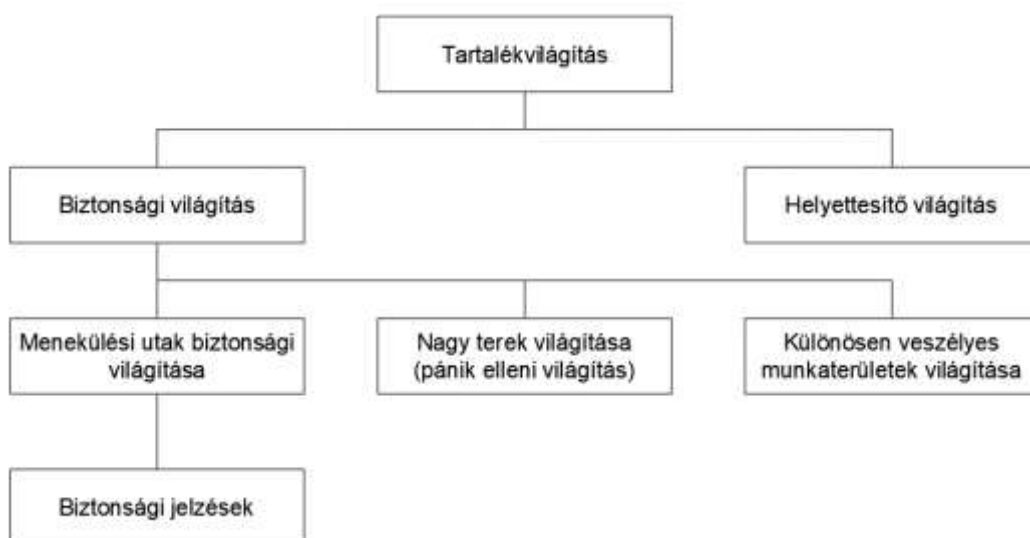 Tartalékvilágítás
Biztonsági világítás
Helyettesítő világítás
Menekülési utak biztonsági
világítása
Nagy terek világítása
(pánik elleni világítás)
Különösen veszélyes
munkaterületek világítása
Biztonsági jelzések